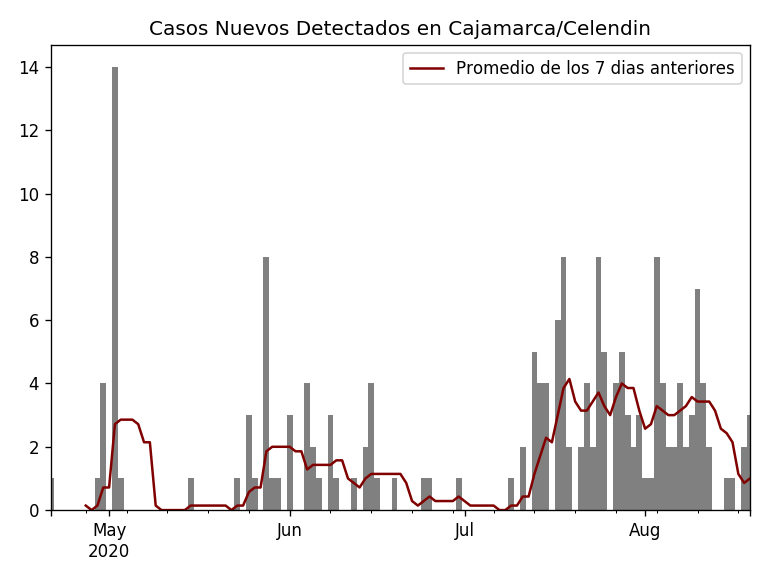 Casos Nuevos Detectados en Cajamarca/Celendin
Promedio de los 7 dias anteriores
14
12
10
8
6
4
2
0
May
2020
Jun
Jul
Aug